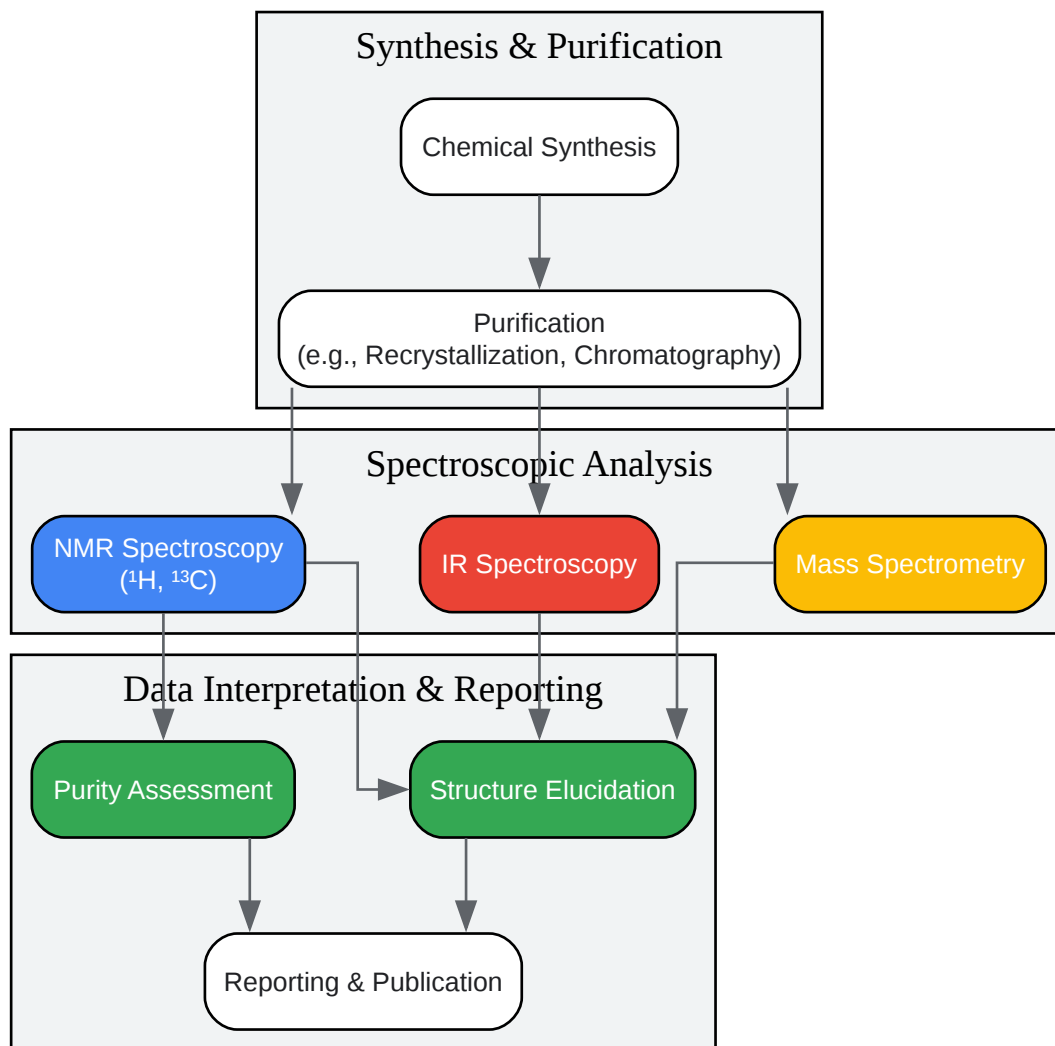 Synthesis & Purification
Chemical Synthesis
Purification
(e.g., Recrystallization, Chromatography)
Spectroscopic Analysis
NMR Spectroscopy
(¹H, ¹³C)
IR Spectroscopy
Mass Spectrometry
Data Interpretation & Reporting
Purity Assessment
Structure Elucidation
Reporting & Publication